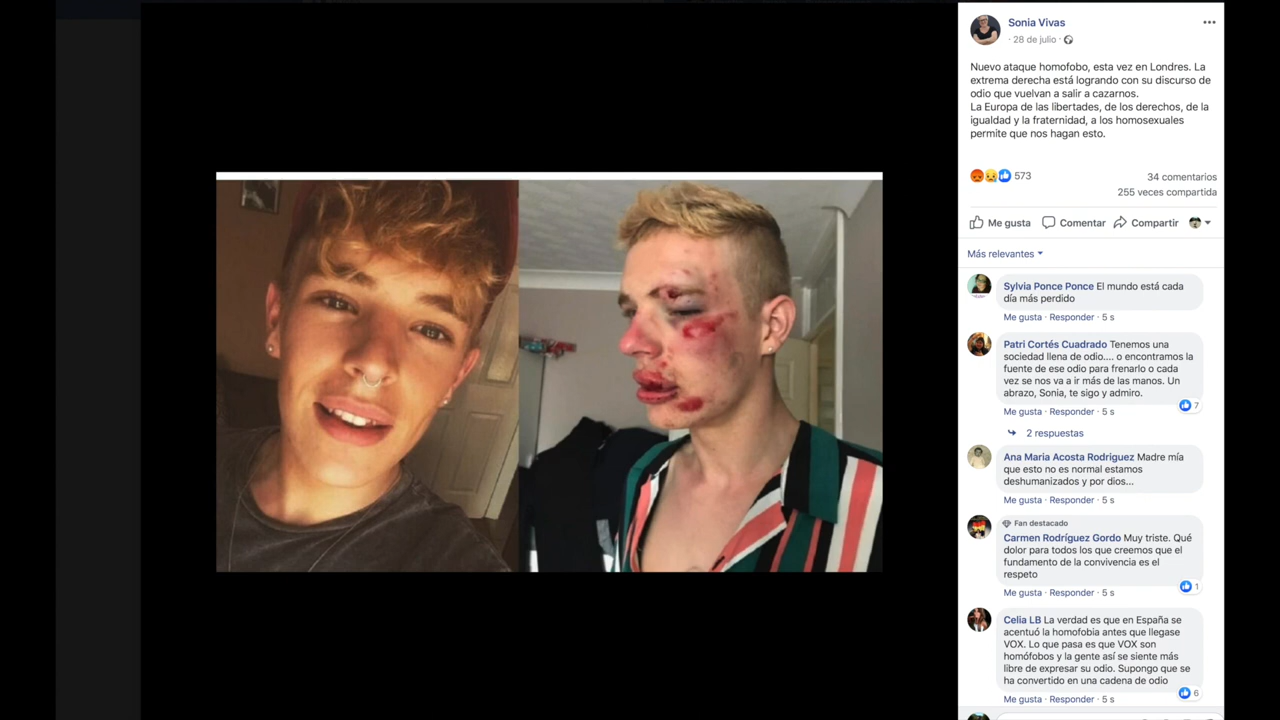 Sonia Vivas
· 28 de julio ·
Nuevo ataque homofobo, esta vez en Londres. La
extrema derecha está logrando con su discurso de
odio que vuelvan a salir a cazarnos.
La Europa de las libertades, de los derechos, de la
igualdad y la fraternidad, a los homosexuales
permite que nos hagan esto.
573
34 comentarios
255 veces compartida
Me gusta
Comentar
Compartir
Más relevantes
Sylvia Ponce Ponce El mundo está cada
día más perdido
Me gusta · Responder · 5 s
Patri Cortés Cuadrado Tenemos una
sociedad llena de odio.... o encontramos la
fuente de ese odio para frenarlo o cada
vez se nos va a ir más de las manos. Un
abrazo, Sonia, te sigo y admiro.
7
Me gusta · Responder · 5 s
2 respuestas
Ana Maria Acosta Rodriguez Madre mía
que esto no es normal estamos
deshumanizados y por dios...
Me gusta · Responder · 5 s
Fan destacado
Carmen Rodríguez Gordo Muy triste. Qué
dolor para todos los que creemos que el
fundamento de la convivencia es el
respeto
1
Me gusta · Responder · 5 s
Celia LB La verdad es que en España se
acentuó la homofobia antes que llegase
VOX. Lo que pasa es que VOX son
homófobos y la gente así se siente más
libre de expresar su odio. Supongo que se
ha convertido en una cadena de odio
6
Me gusta · Responder · 5 s